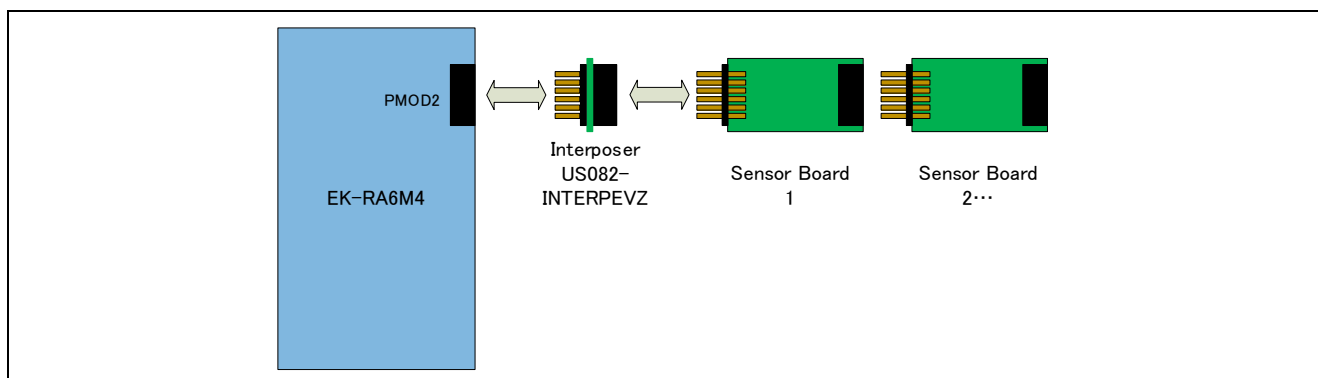 PMOD2
EK-RA6M4
Interposer
US082-
INTERPEVZ
Sensor Board
1
Sensor Board
2…